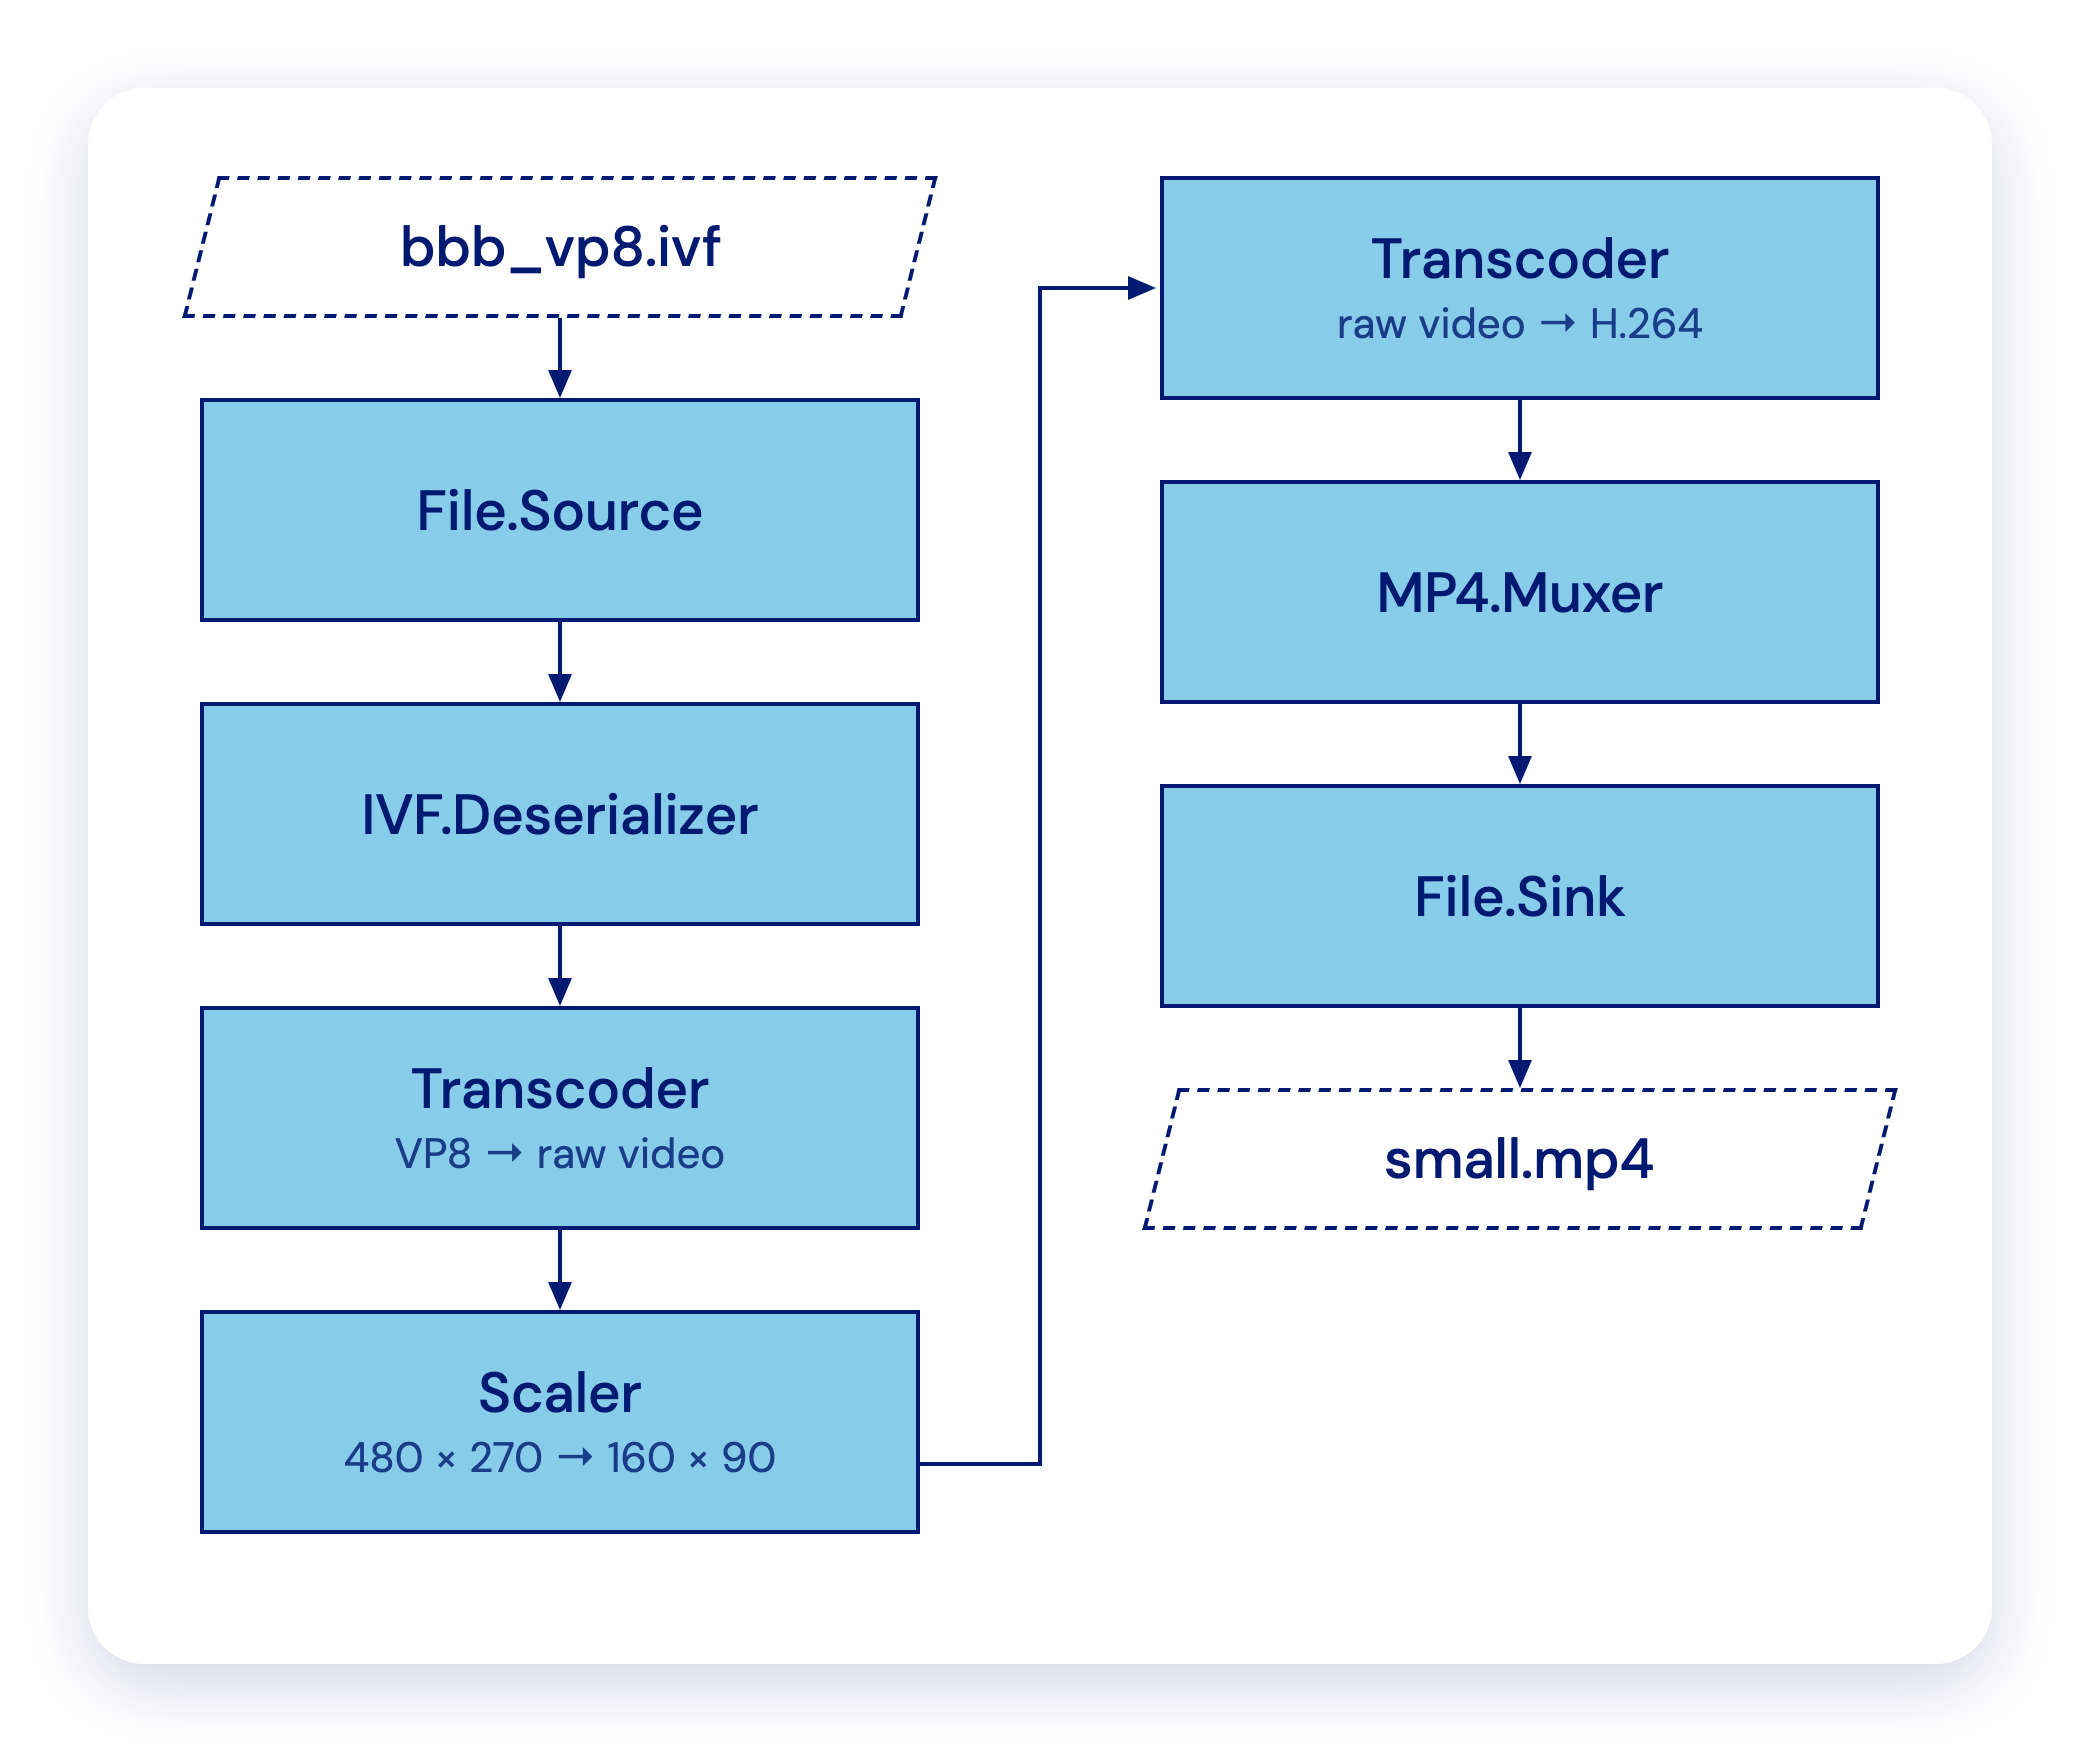 bbb_vp8.ivf
File.Source
IVF.Deserializer
Transcoder
VP8 → raw video
Scaler
480 × 270 → 160 × 90
Transcoder
raw video → H.264
MP4.Muxer
File.Sink
small.mp4